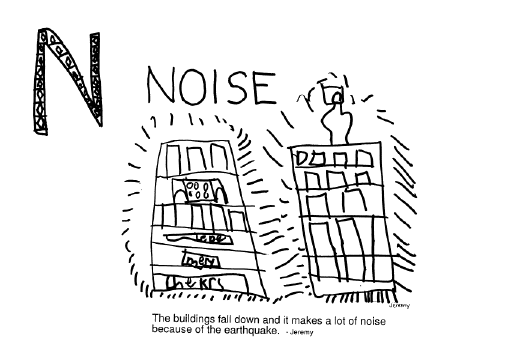 N
NOISE
Jeremy
The buildings fall down and it makes a lot of noise
because of the earthquake. - Jeremy